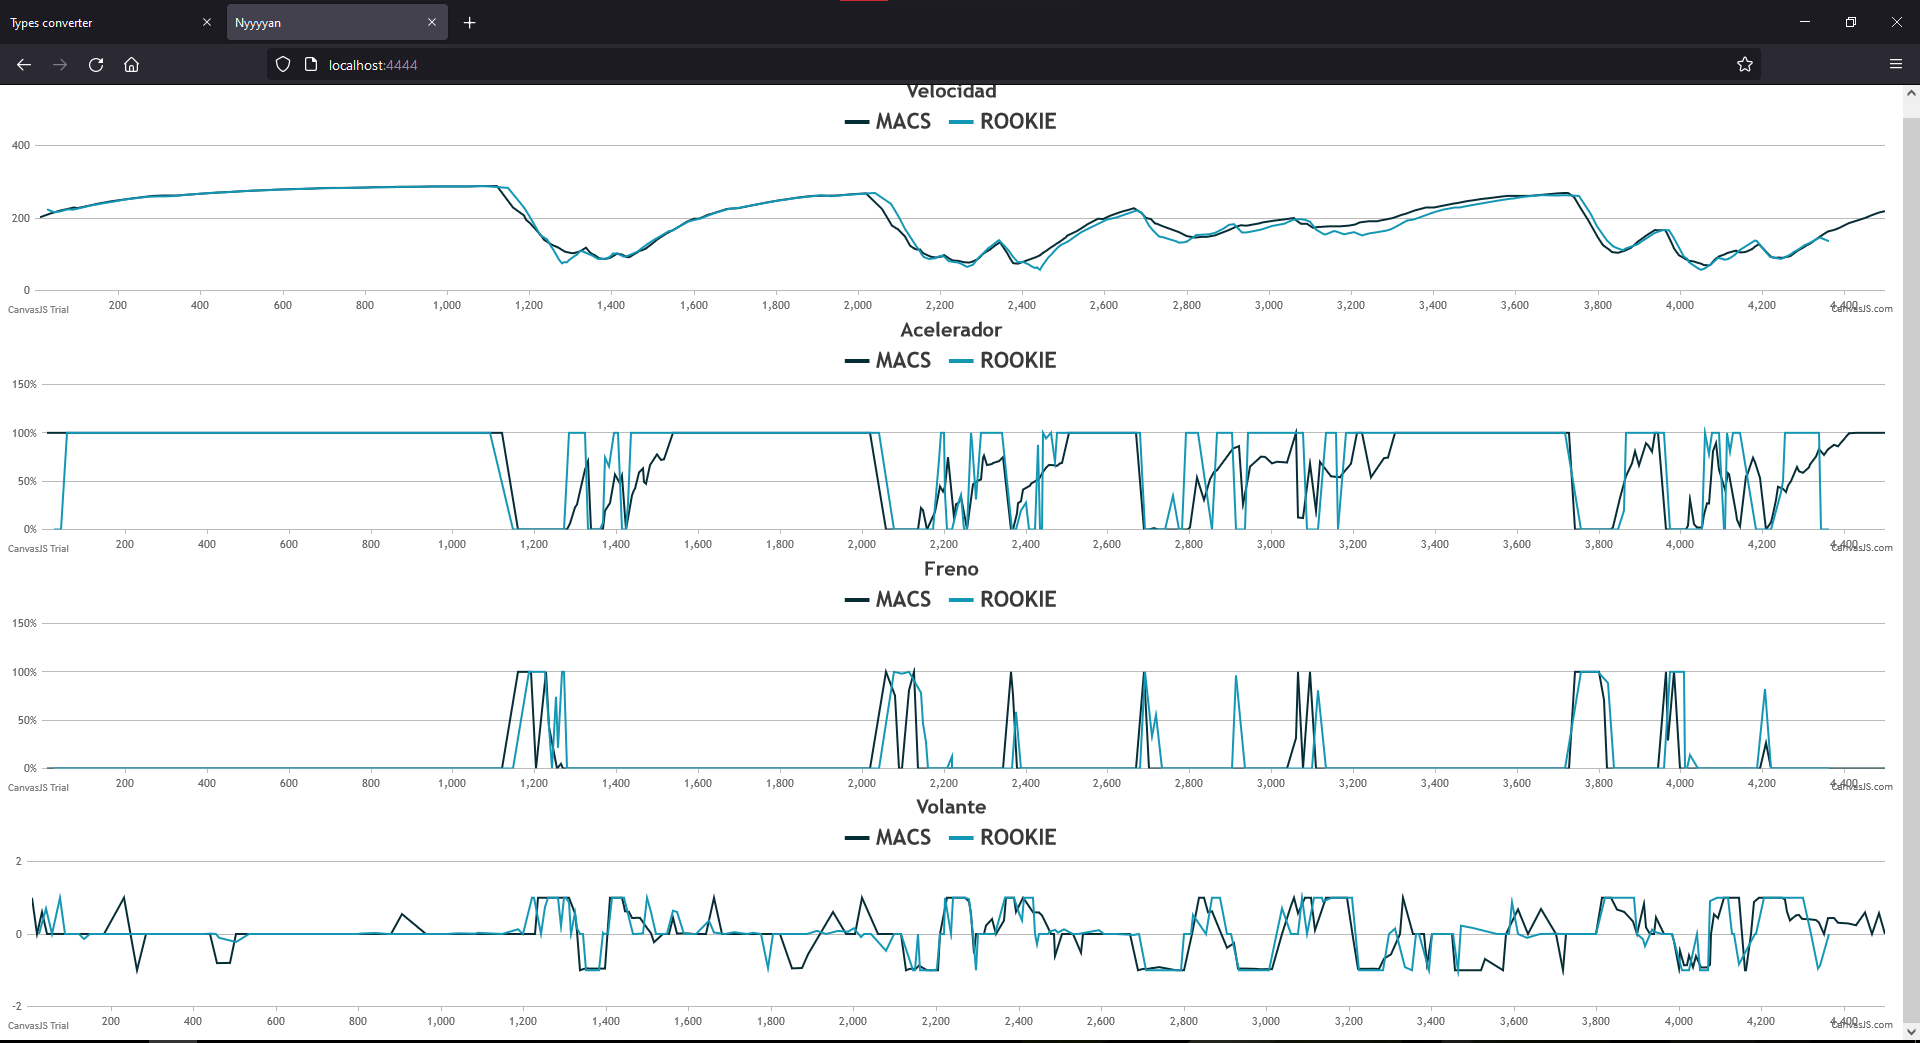 Types converter
Nyyyyan
localhost:4444
Velocidad
MACS ROOKIE
400
200
0
200 400 600 800 1,000 1,200 1,400 1,600 1,800 2,000 2,200 2,400 2,600 2,800 3,000 3,200 3,400 3,600 3,800 4,000 4,200 4,400
CanvasJS Trial CanvasJS.com
Acelerador
MACS ROOKIE
150%
100%
50%
0%
200 400 600 800 1,000 1,200 1,400 1,600 1,800 2,000 2,200 2,400 2,600 2,800 3,000 3,200 3,400 3,600 3,800 4,000 4,200 4,400
CanvasJS Trial CanvasJS.com
Freno
MACS ROOKIE
150%
100%
50%
0%
200 400 600 800 1,000 1,200 1,400 1,600 1,800 2,000 2,200 2,400 2,600 2,800 3,000 3,200 3,400 3,600 3,800 4,000 4,200 4,400
CanvasJS Trial CanvasJS.com
Volante
MACS ROOKIE
2
0
-2
200 400 600 800 1,000 1,200 1,400 1,600 1,800 2,000 2,200 2,400 2,600 2,800 3,000 3,200 3,400 3,600 3,800 4,000 4,200 4,400
CanvasJS Trial CanvasJS.com